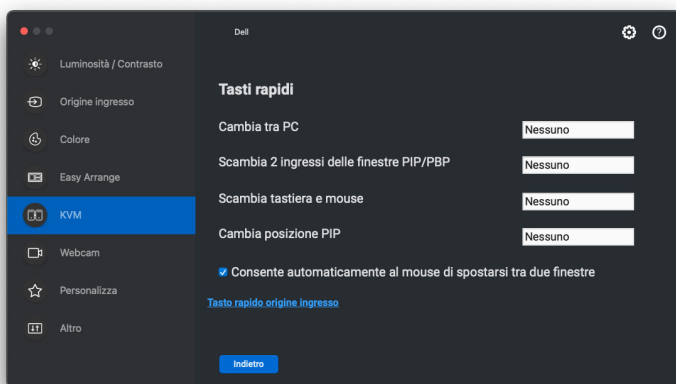 Dell
Luminosità / Contrasto
Origine ingresso
Colore
Easy Arrange
KVM
Webcam
Personalizza
Altro
Tasti rapidi
Cambia tra PC
Nessuno
Scambia 2 ingressi delle finestre PIP/PBP
Nessuno
Scambia tastiera e mouse
Nessuno
Cambia posizione PIP
Nessuno
Consente automaticamente al mouse di spostarsi tra due finestre
Tasto rapido origine ingresso
Indietro